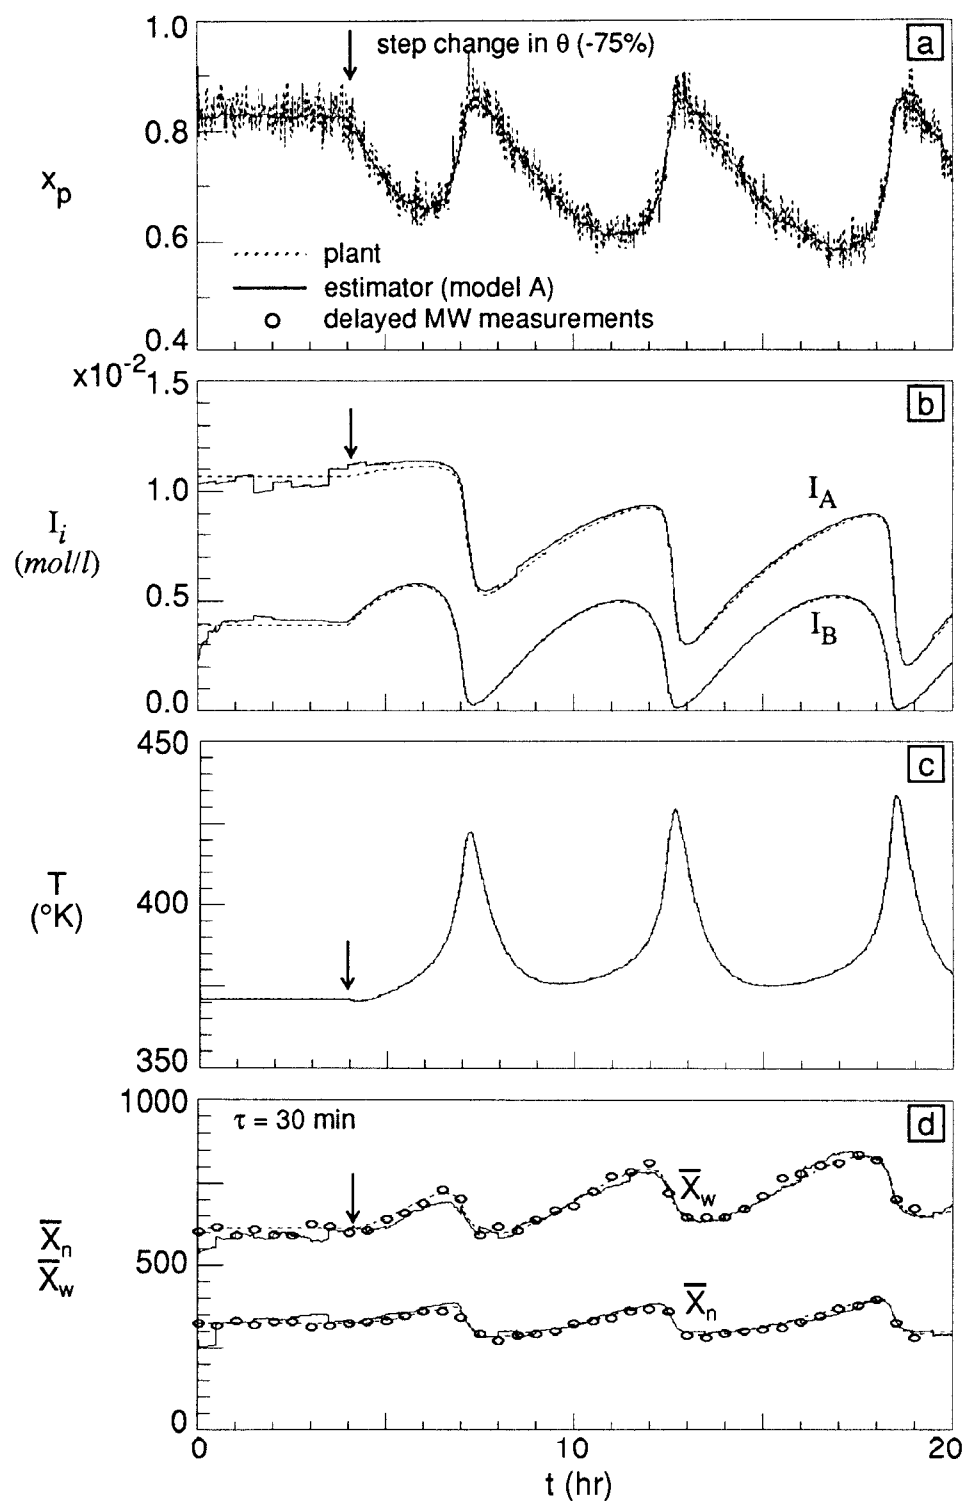 1.0
step change in θ (-75%)
a
0.8
x_p
0.6
plant
estimator (model A)
delayed MW measurements
0.4
x10⁻²
1.5
b
1.0
I_A
I_i
(mol/l)
0.5
I_B
0.0
450
c
T
(°K)
400
350
1000
τ = 30 min
d
X̅_w
X̅_n
X̅_w
500
X̅_n
0
0 10 20
t (hr)